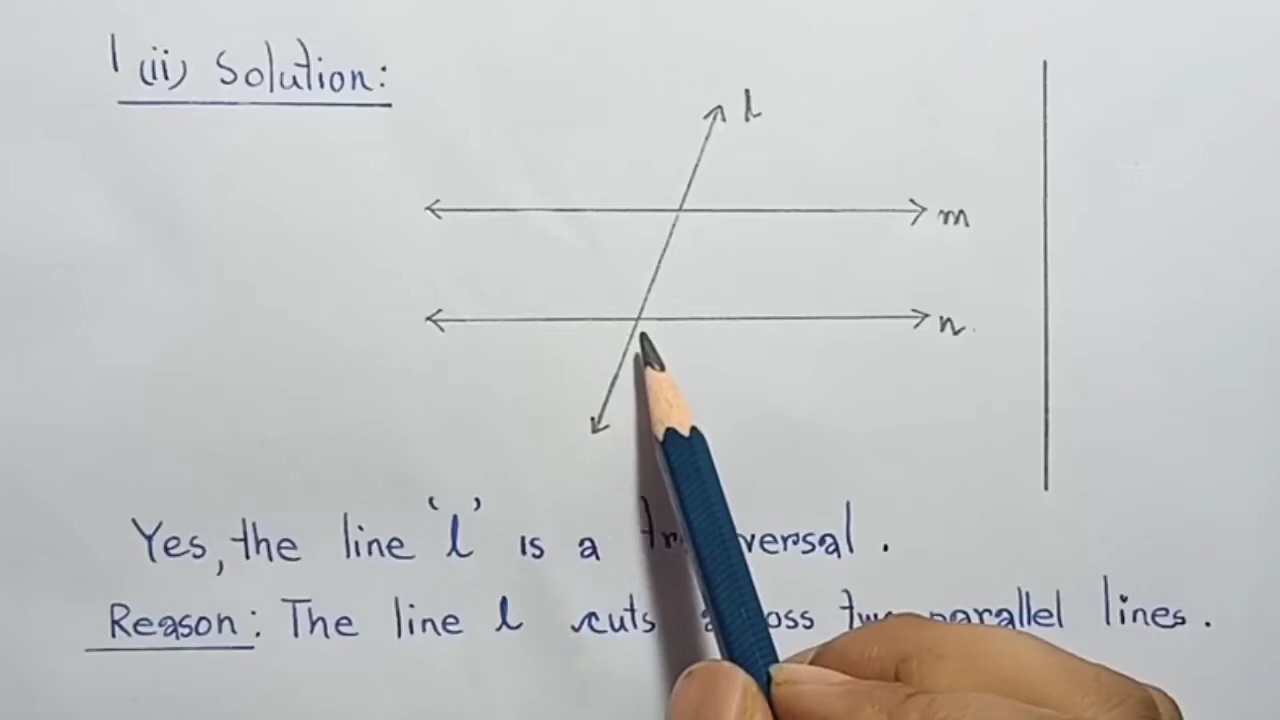 1 (ii) Solution:
l
m
n
Yes, the line 'l' is a
Reason: The line l cuts parallel lines.